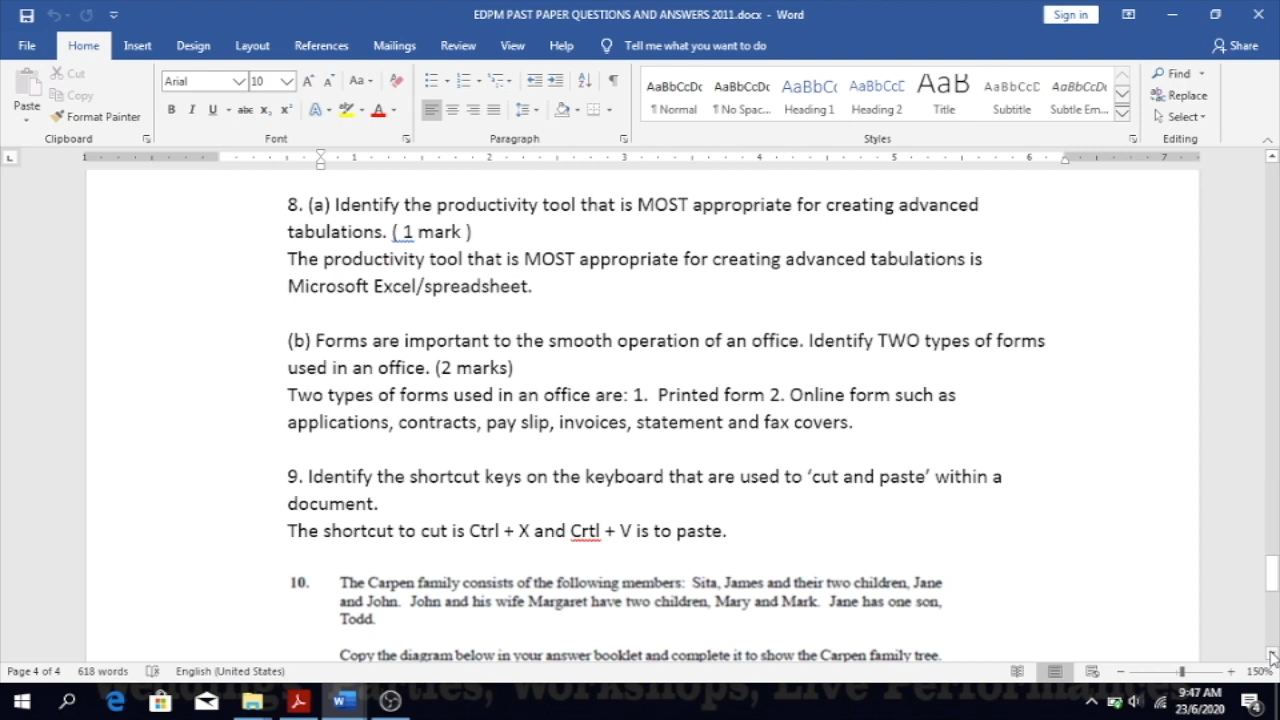 EDPM PAST PAPER QUESTIONS AND ANSWERS 2011.docx - Word
Sign in
File Home Insert Design Layout References Mailings Review View Help Tell me what you want to do Share
Paste
Cut
Copy
Format Painter
Clipboard
Arial 10
Font
Paragraph
AaBbCcDc AaBbCcDc AaBbCc AaBbCcC AaB AaBbCcC AaBbCcDc
¶ Normal ¶ No Spac... Heading 1 Heading 2 Title Subtitle Subtle Em...
Styles
Find
Replace
Select
Editing
1 1 2 3 4 5 6 7
8. (a) Identify the productivity tool that is MOST appropriate for creating advanced
tabulations. ( 1 mark )
The productivity tool that is MOST appropriate for creating advanced tabulations is
Microsoft Excel/spreadsheet.
(b) Forms are important to the smooth operation of an office. Identify TWO types of forms
used in an office. (2 marks)
Two types of forms used in an office are: 1.  Printed form 2. Online form such as
applications, contracts, pay slip, invoices, statement and fax covers.
9. Identify the shortcut keys on the keyboard that are used to ‘cut and paste’ within a
document.
The shortcut to cut is Ctrl + X and Crtl + V is to paste.
10. The Carpen family consists of the following members: Sita, James and their two children, Jane
and John. John and his wife Margaret have two children, Mary and Mark. Jane has one son,
Todd.
Copy the diagram below in your answer booklet and complete it to show the Carpen family tree.
Page 4 of 4 618 words English (United States) 150%
9:47 AM
23/6/2020
4